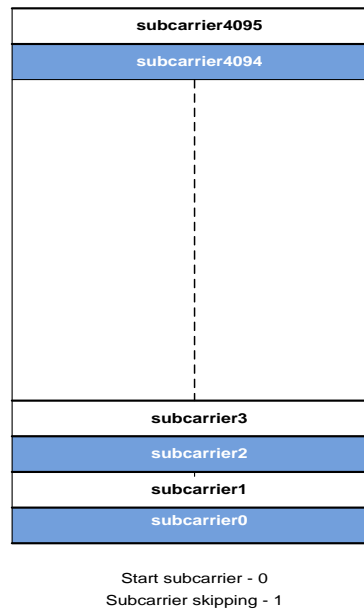 subcarrier4095
subcarrier4094
subcarrier3
subcarrier2
subcarrier1
subcarrier0
Start subcarrier - 0
Subcarrier skipping - 1